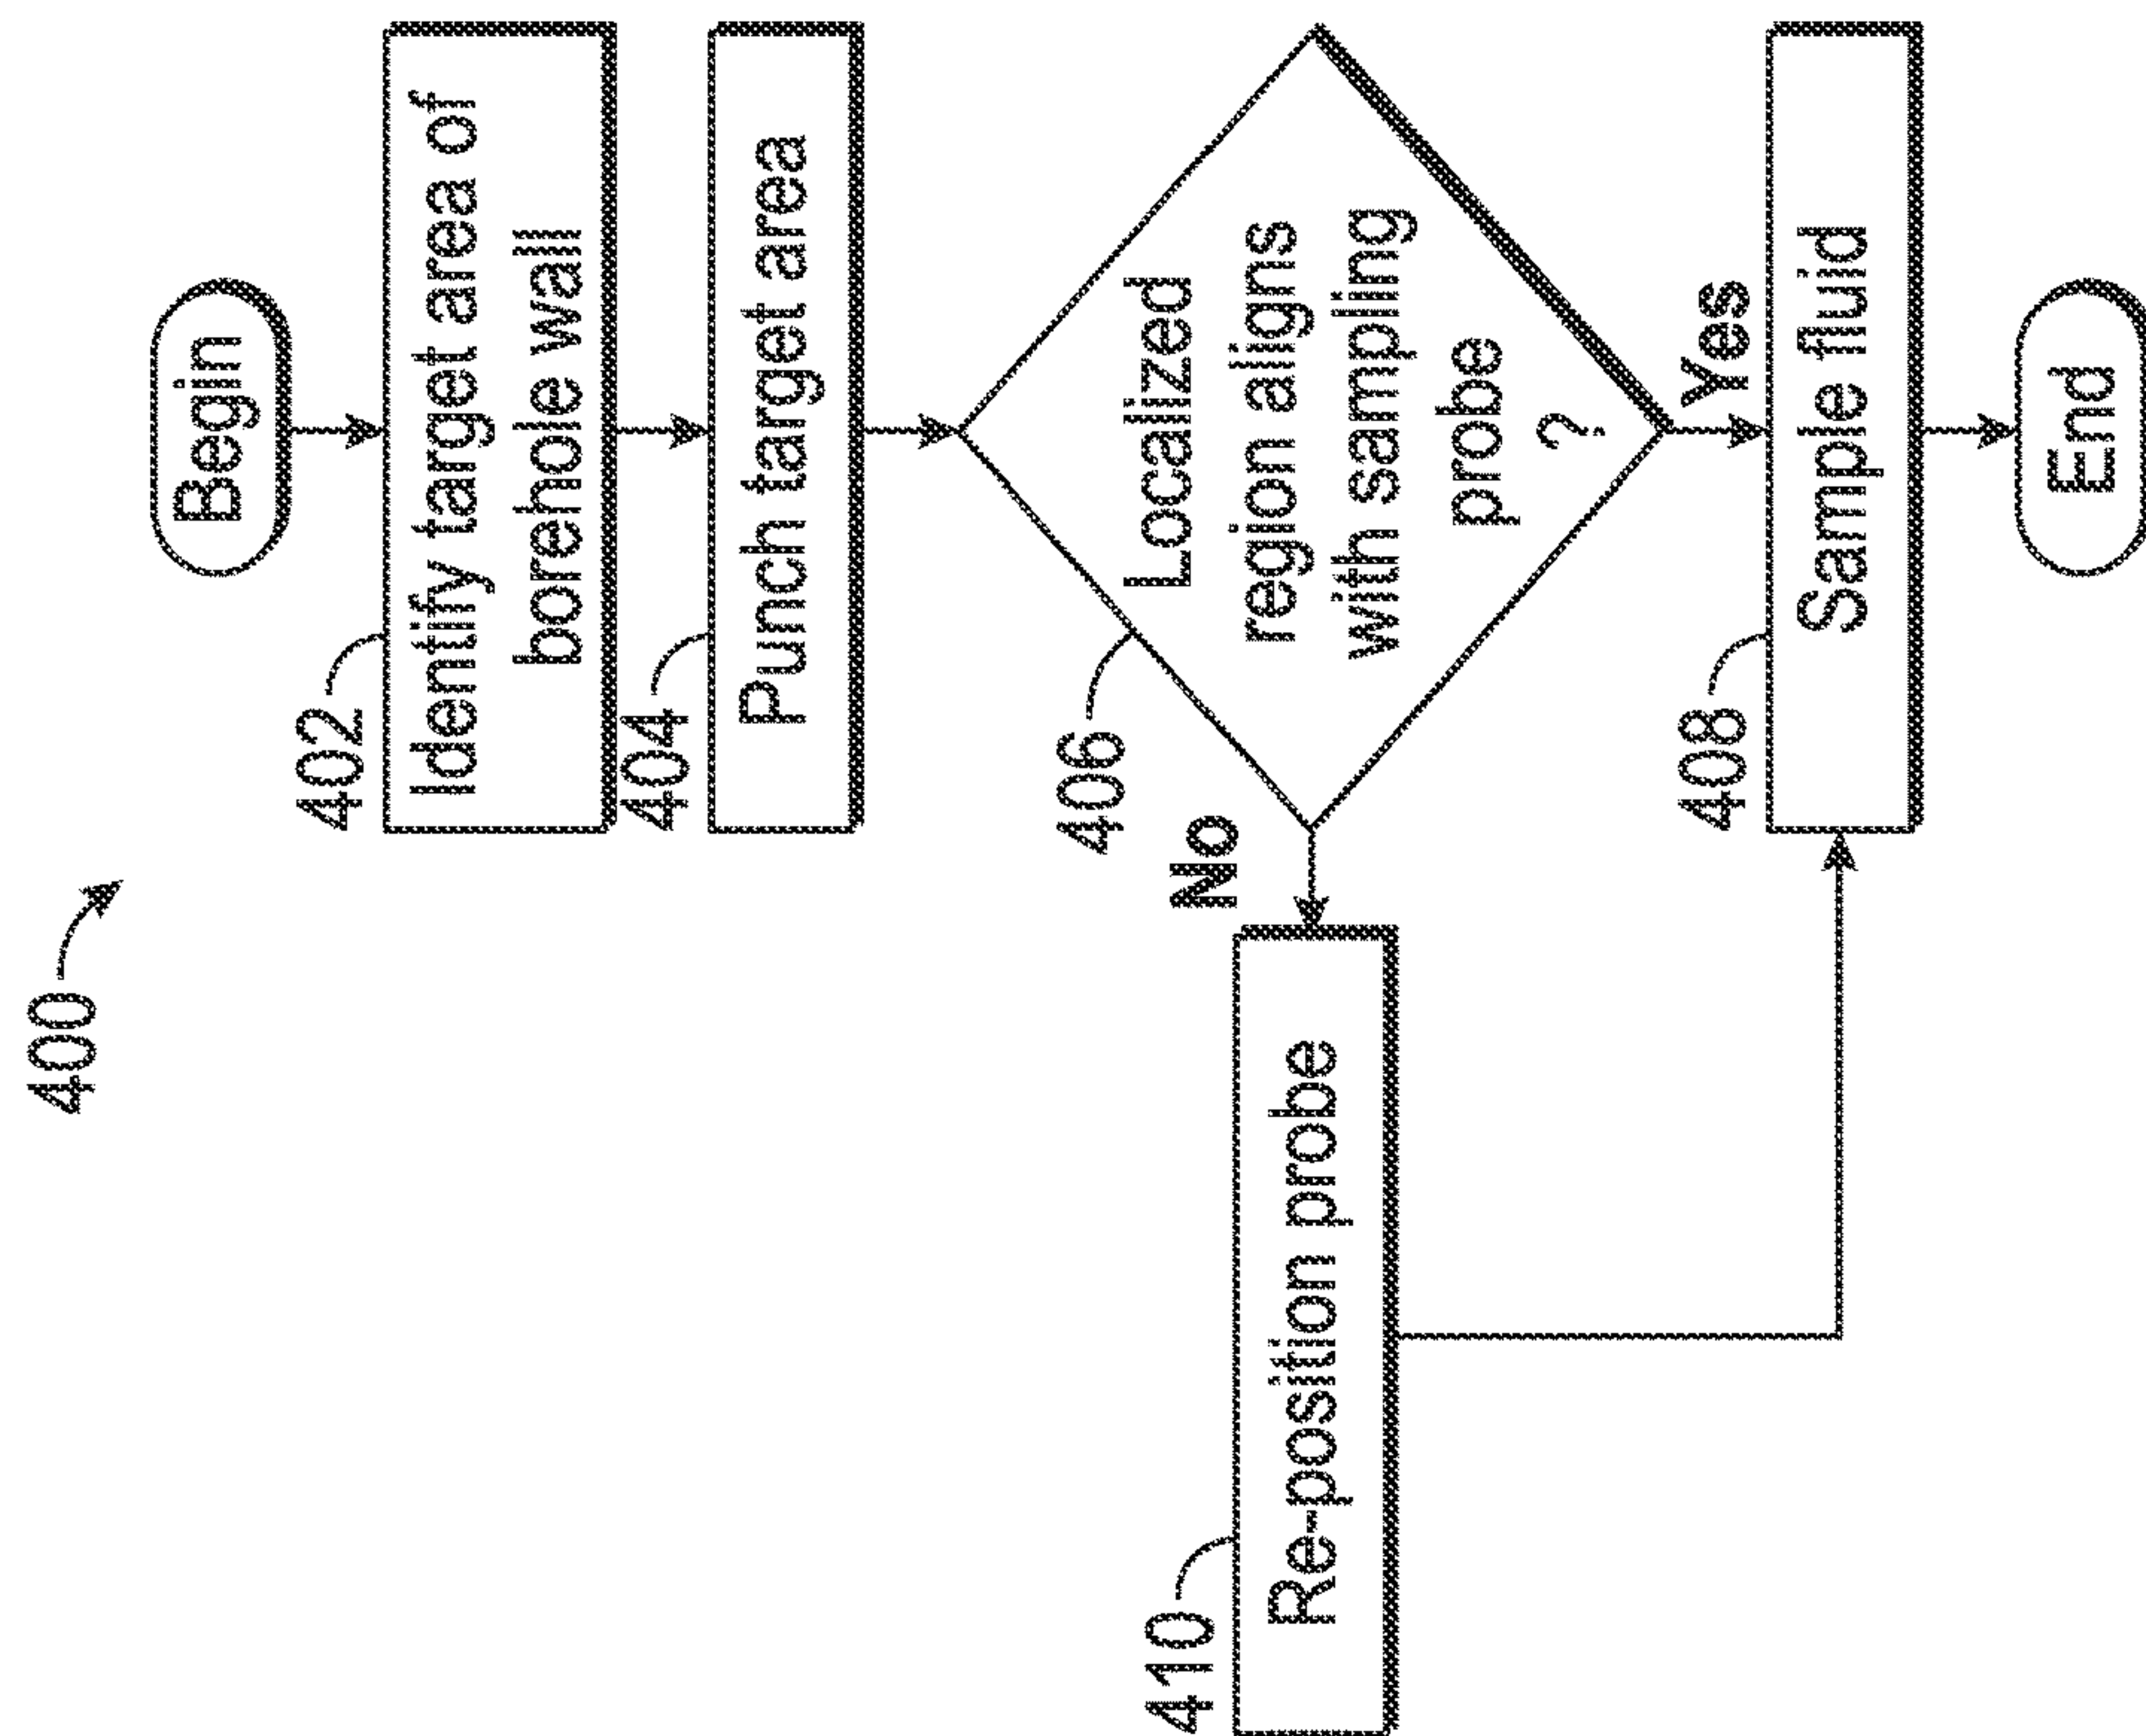 400
Begin
402
Identify target area of
borehole wall
404
Punch target area
406
Localized
region aligns
with sampling
probe
?
No
Yes
410
Re-position probe
408
Sample fluid
End